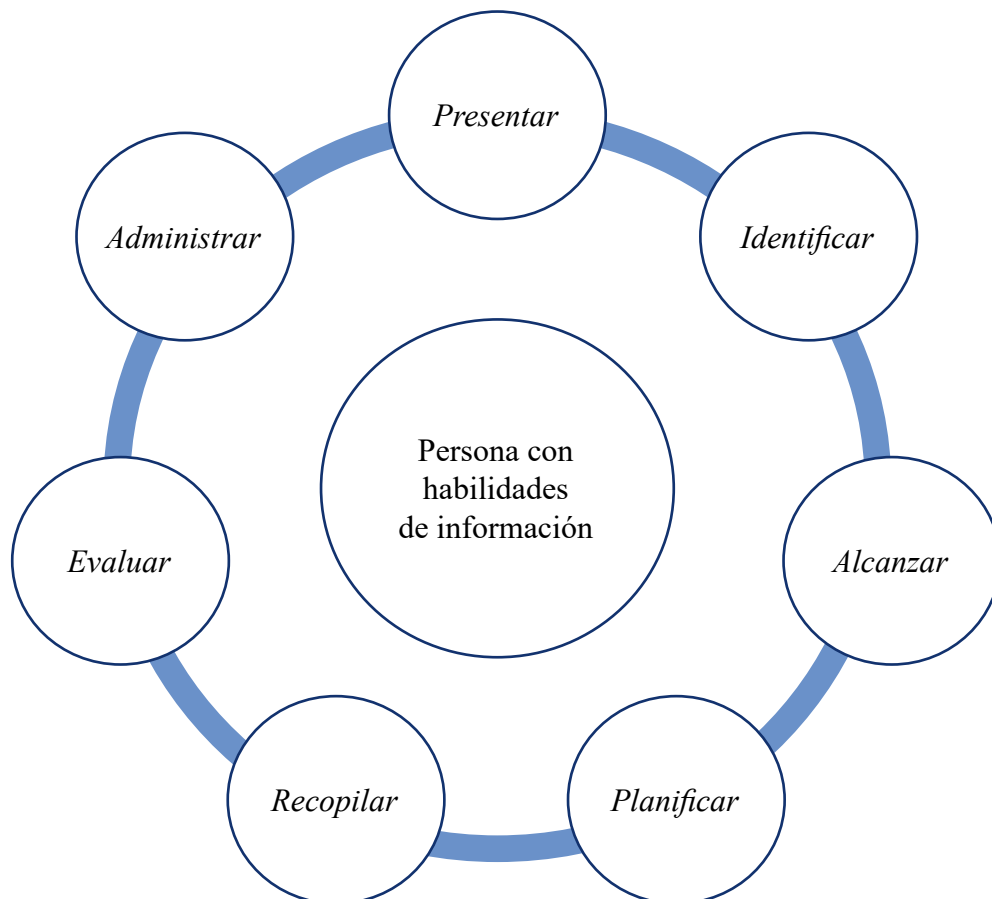 Presentar
Administrar
Identificar
Persona con
habilidades
de información
Evaluar
Alcanzar
Recopilar
Planificar